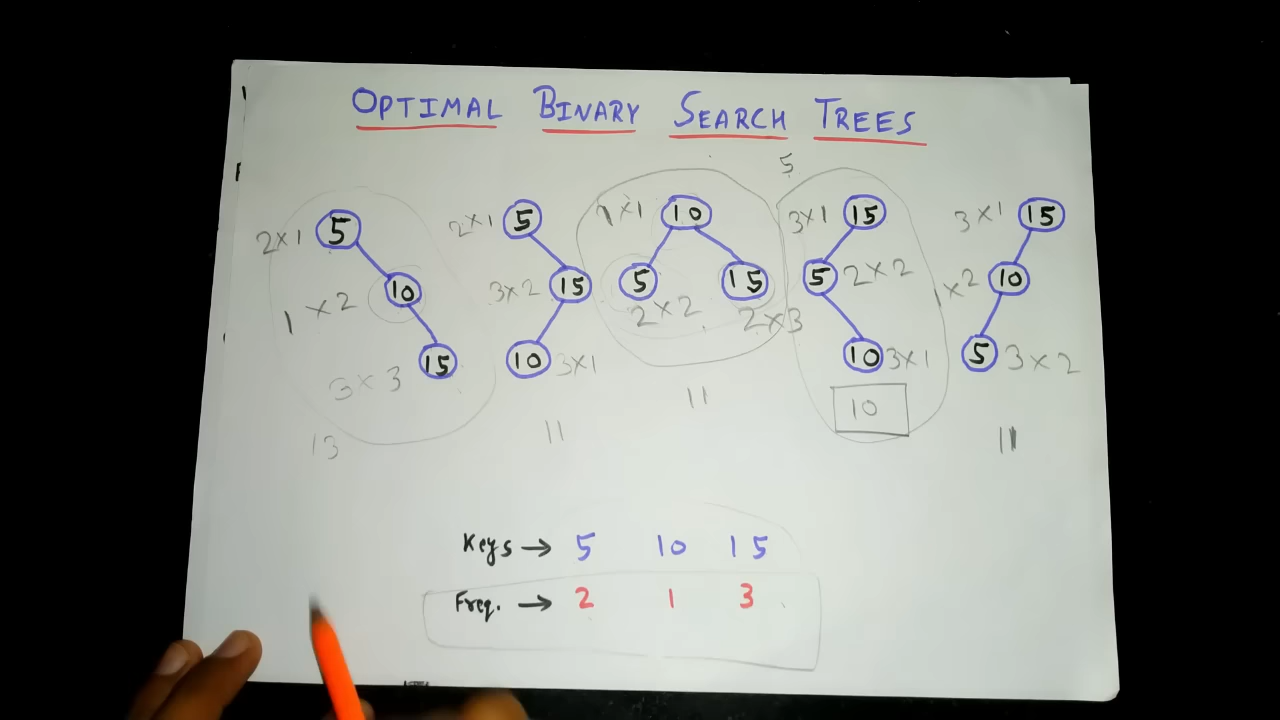 OPTIMAL BINARY SEARCH TREES
5
2×1 5 2×1 5 1×1 10 3×1 15 3×1 15
1×2 10 3×2 15 5 15 5 2×2 1×2 10
2×2 2×3
3×3 15 10 3×1 10 3×1 5 3×2
13 11 11 10 11
Keys → 5 10 15
Freq. → 2 1 3